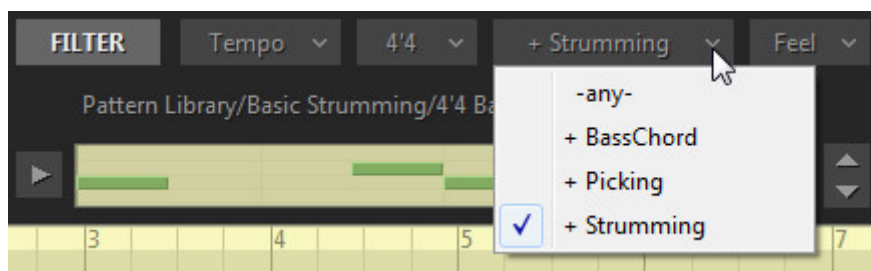 FILTER Tempo 4'4 + Strumming Feel
-any-
Pattern Library/Basic Strumming/4'4 Ba
+ BassChord
+ Picking
+ Strumming
3 4 5 7